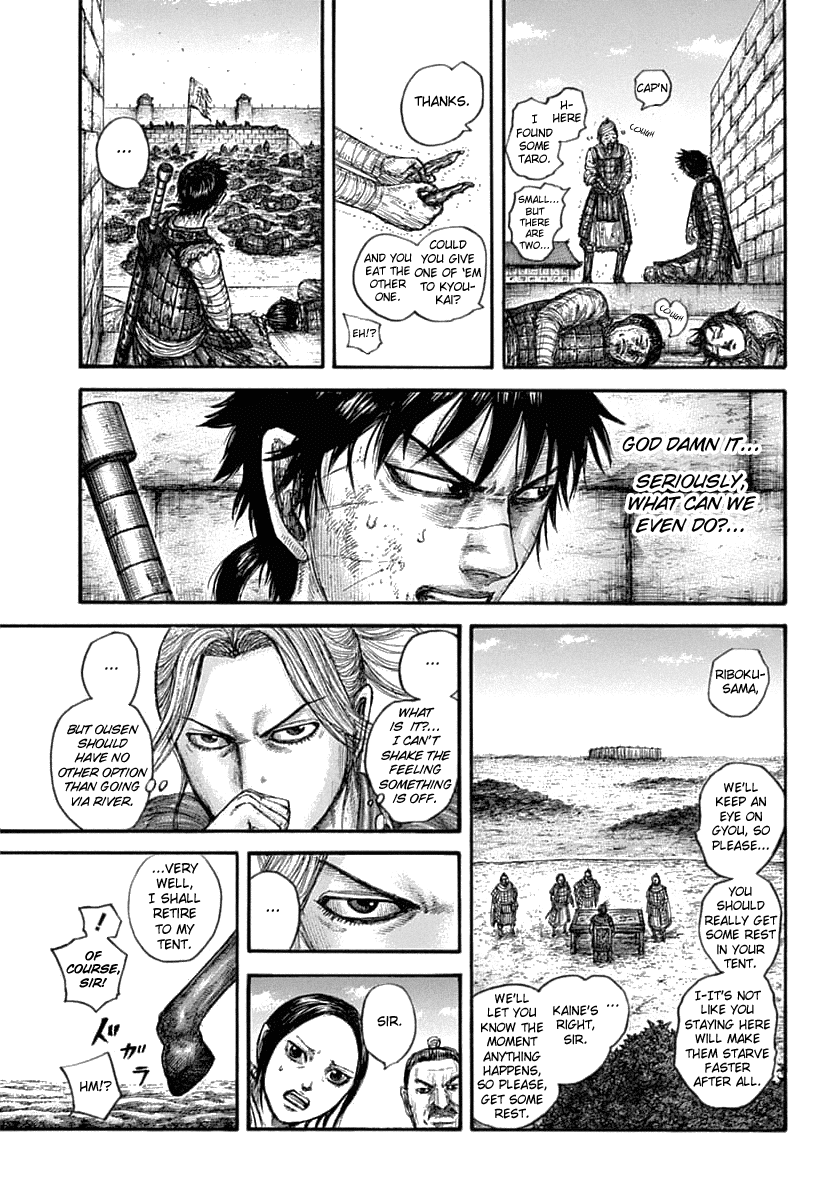 CAP'N
H-
HERE
I
FOUND
SOME
TARO.
COUGH
SMALL...
BUT
THERE
ARE
TWO...
COUGH
THANKS.
COULD
YOU GIVE
ONE OF 'EM
TO KYOU-
KAI?
AND YOU
EAT THE
OTHER
ONE.
EH!?
...
GOD DAMN IT...
SERIOUSLY,
WHAT CAN WE
EVEN DO?...
RIBOKU-
SAMA,
WE'LL
KEEP AN
EYE ON
GYOU, SO
PLEASE...
YOU
SHOULD
REALLY GET
SOME REST
IN YOUR
TENT.
I-IT'S NOT
LIKE YOU
STAYING HERE
WILL MAKE
THEM STARVE
FASTER
AFTER ALL.
...
KAINE'S
RIGHT,
SIR.
WE'LL
LET YOU
KNOW THE
MOMENT
ANYTHING
HAPPENS,
SO PLEASE,
GET SOME
REST.
...
WHAT
IS IT?...
I CAN'T
SHAKE THE
FEELING
SOMETHING
IS OFF.
...
BUT OUSEN
SHOULD
HAVE NO
OTHER OPTION
THAN GOING
VIA RIVER.
...
SIR.
...VERY
WELL,
I SHALL
RETIRE
TO MY
TENT.
!
OF
COURSE,
SIR!
ガラ
ズ
HM!?